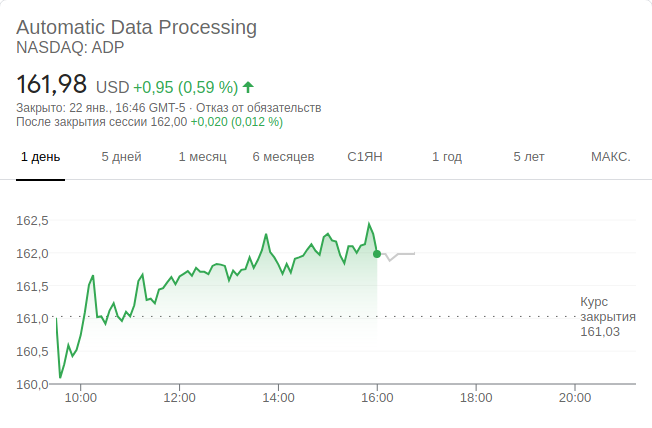 Automatic Data Processing
NASDAQ: ADP
161,98 USD +0,95 (0,59 %)
Закрыто: 22 янв., 16:46 GMT-5 · Отказ от обязательств
После закрытия сессии 162,00 +0,020 (0,012 %)
1 день 5 дней 1 месяц 6 месяцев С1ЯН 1 год 5 лет МАКС.
162,5
162,0
161,5
161,0
160,5
160,0
Курс
закрытия
161,03
10:00 12:00 14:00 16:00 18:00 20:00